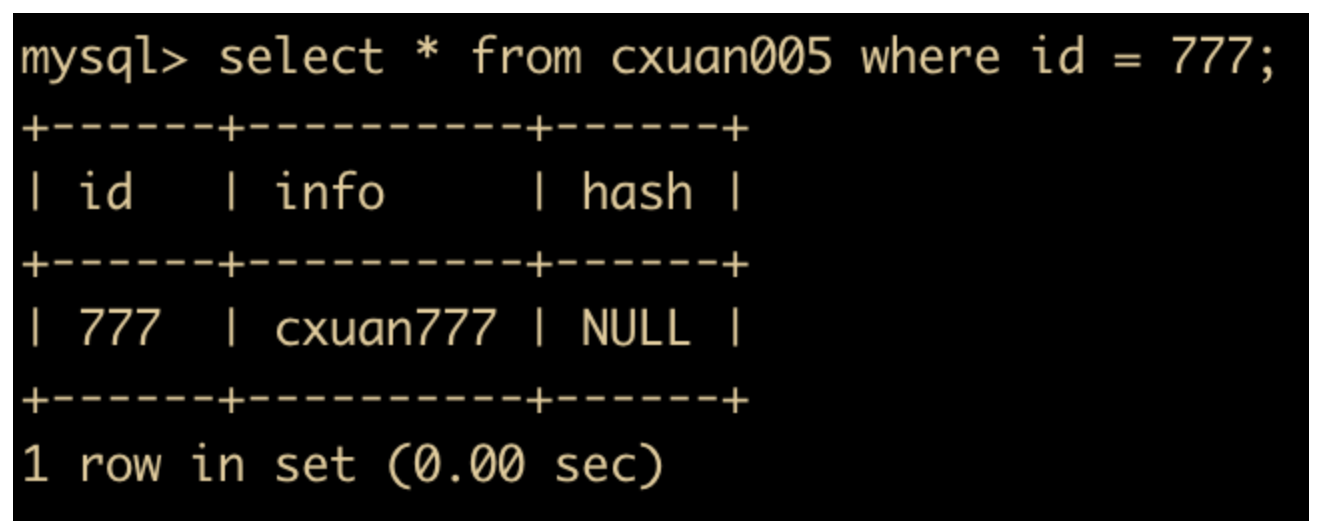 mysql> select * from cxuan005 where id = 777;
+------+----------+------+
| id   | info     | hash |
+------+----------+------+
| 777  | cxuan777 | NULL |
+------+----------+------+
1 row in set (0.00 sec)